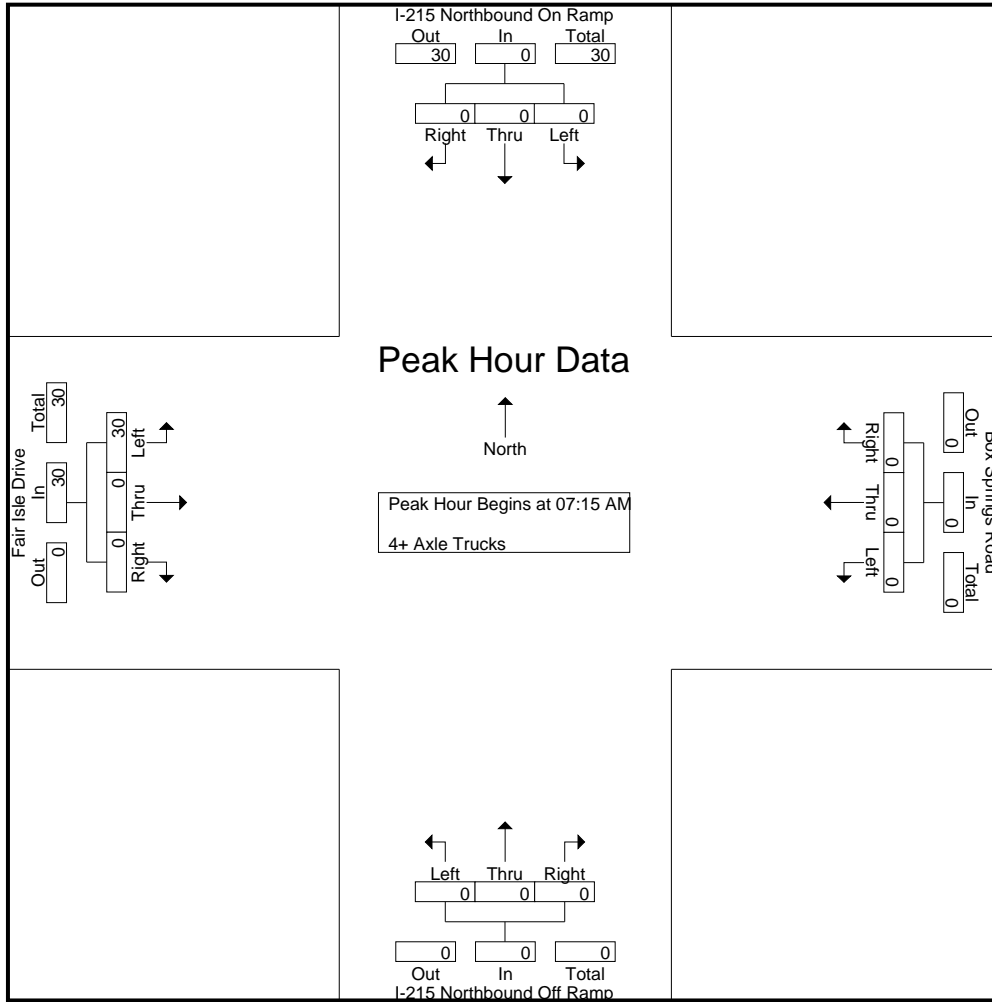 I-215 Northbound On Ramp
Out In Total
30 0 30
0 0 0
Right Thru Left
Peak Hour Data
North
Peak Hour Begins at 07:15 AM
4+ Axle Trucks
Fair Isle Drive
Out In Total
0 30 30
Right Thru Left
0 0 30
Box Springs Road
Out In Total
0 0 0
Right Thru Left
0 0 0
Left Thru Right
0 0 0
0 0 0
Out In Total
I-215 Northbound Off Ramp